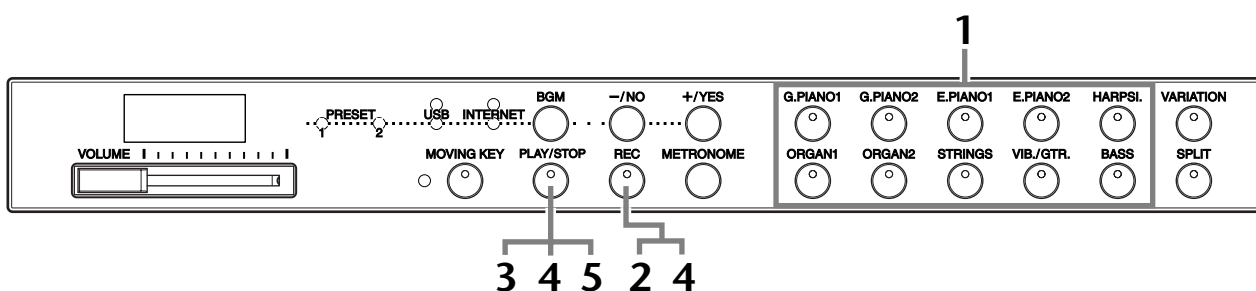 1
BGM −/NO +/YES G.PIANO1 G.PIANO2 E.PIANO1 E.PIANO2 HARPSI. VARIATION
PRESET USB INTERNET
1 2
VOLUME MOVING KEY PLAY/STOP REC METRONOME ORGAN1 ORGAN2 STRINGS VIB./GTR. BASS SPLIT
3 4 5 2 4